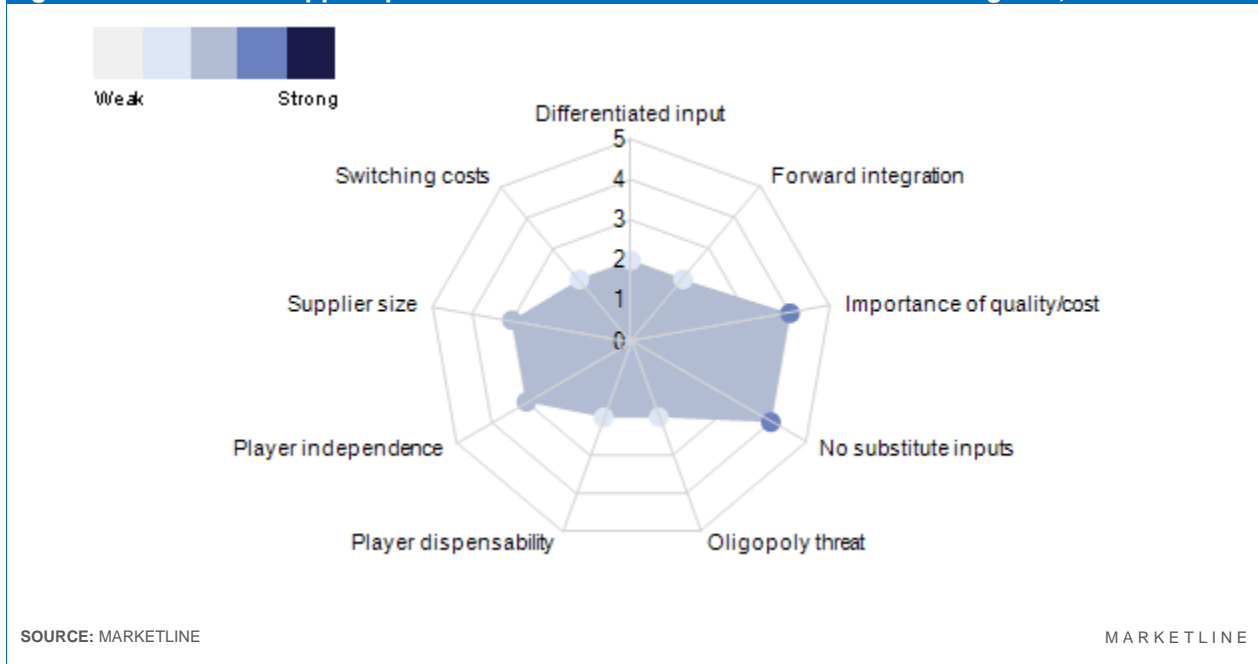 Weak
Strong
Differentiated input
5
Switching costs
4
Forward integration
3
2
Supplier size
1
Importance of quality/cost
0
Player independence
No substitute inputs
Player dispensability
Oligopoly threat
SOURCE: MARKETLINE
MARKETLINE